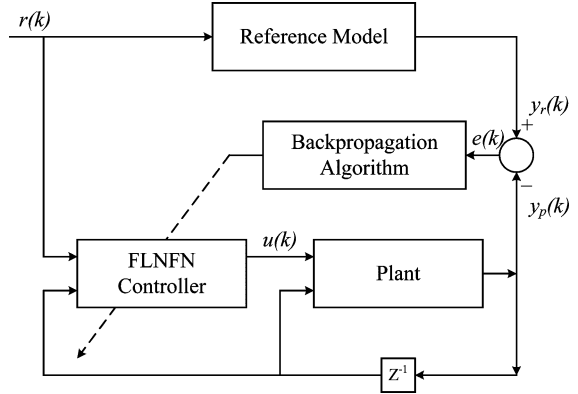 r(k)
Reference Model
y_r(k)
+
e(k)
Backpropagation
Algorithm
−
y_p(k)
u(k)
FLNFN
Controller
Plant
Z⁻¹